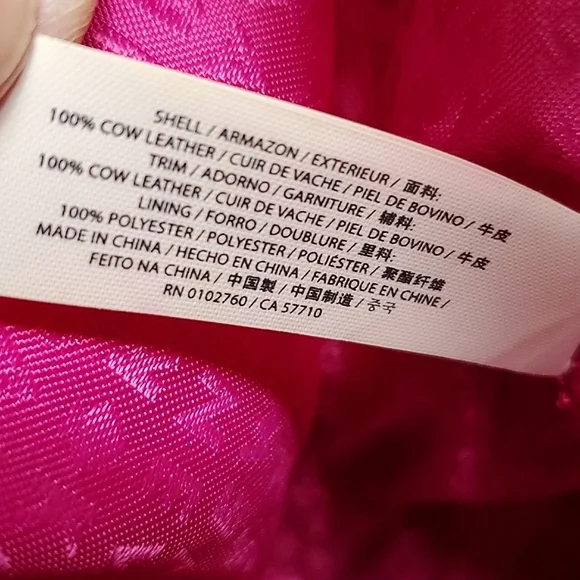 SHELL / ARMAZON / EXTERIEUR / 面料:
100% COW LEATHER / CUIR DE VACHE / PIEL DE BOVINO / 牛皮
TRIM / ADORNO / GARNITURE / 辅料:
100% COW LEATHER / CUIR DE VACHE / PIEL DE BOVINO / 牛皮
LINING / FORRO / DOUBLURE / 里料:
100% POLYESTER / POLYESTER / POLIÉSTER / 聚酯纤维
MADE IN CHINA / HECHO EN CHINA / FABRIQUE EN CHINE /
FEITO NA CHINA / 中国製 / 中国制造 / 중국
RN 0102760 / CA 57710